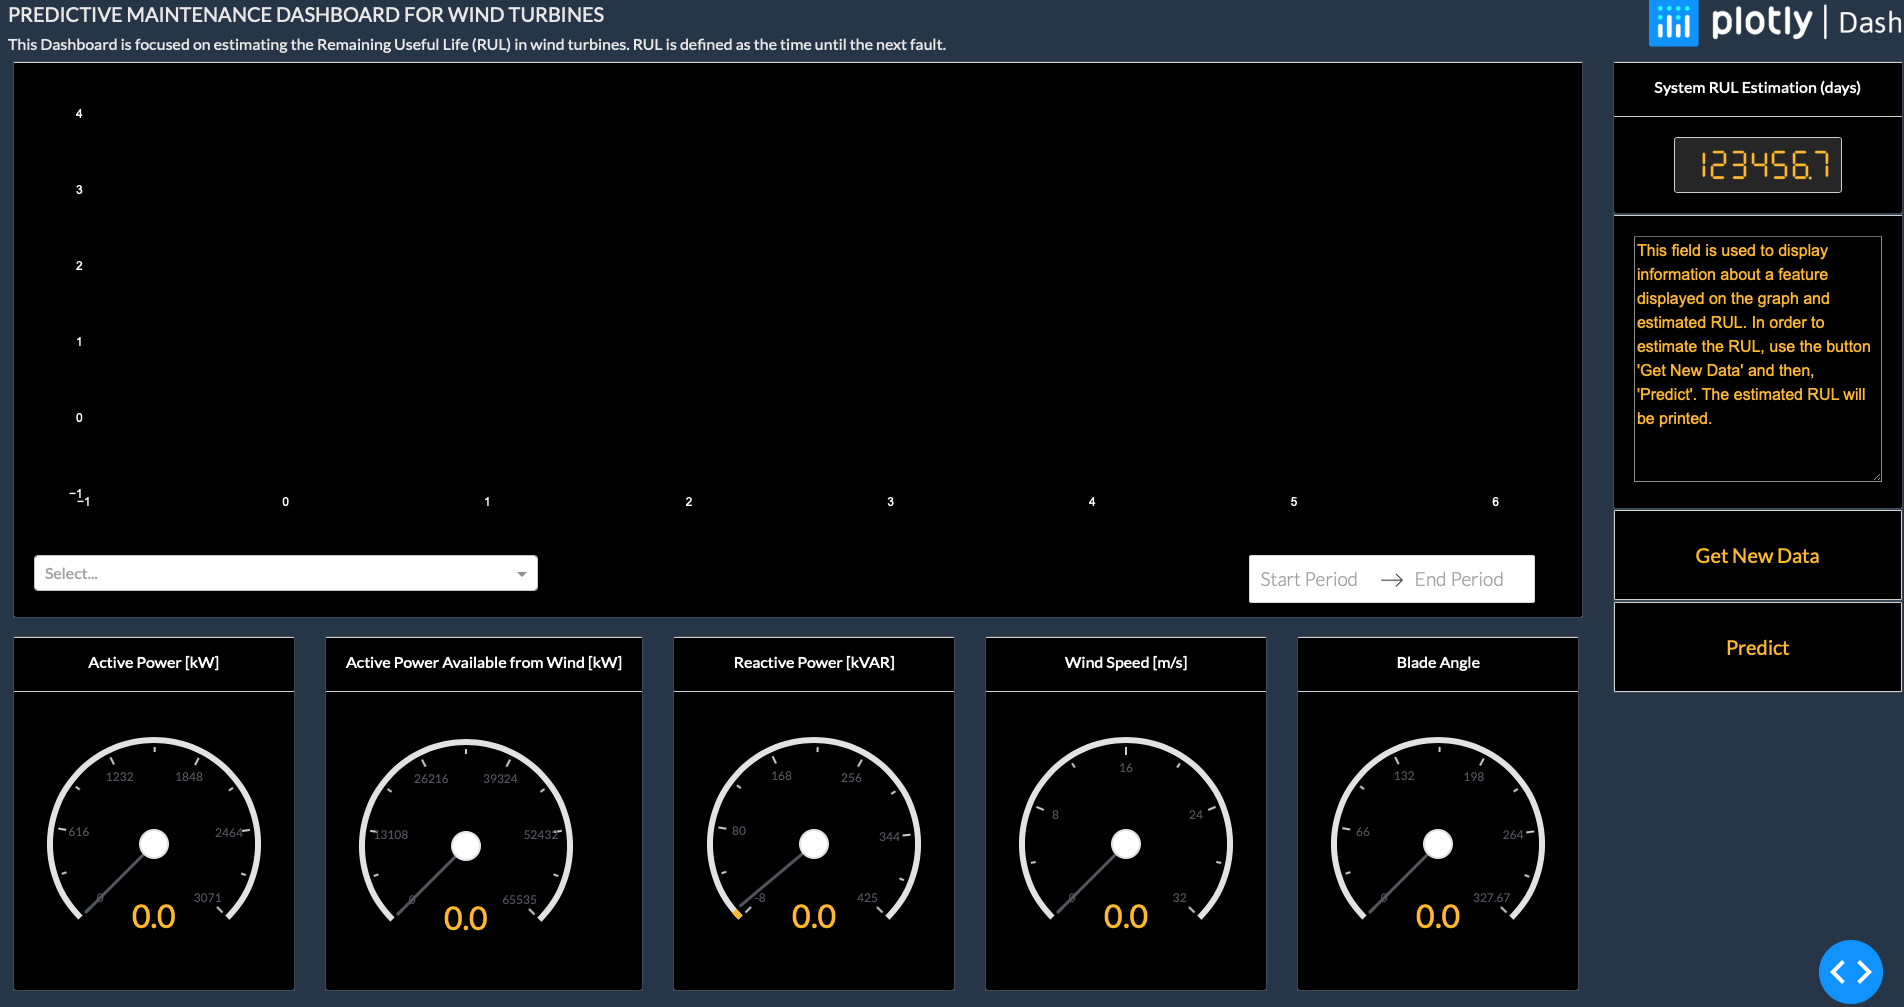 PREDICTIVE MAINTENANCE DASHBOARD FOR WIND TURBINES
plotly | Dash
This Dashboard is focused on estimating the Remaining Useful Life (RUL) in wind turbines. RUL is defined as the time until the next fault.
4
3
2
1
0
−1
−1 0 1 2 3 4 5 6
Select...
Start Period → End Period
System RUL Estimation (days)
123456.7
This field is used to display
information about a feature
displayed on the graph and
estimated RUL. In order to
estimate the RUL, use the button
'Get New Data' and then,
'Predict'. The estimated RUL will
be printed.
Get New Data
Predict
Active Power [kW]
0 616 1232 1848 2464 3071
0.0
Active Power Available from Wind [kW]
0 13108 26216 39324 52432 65535
0.0
Reactive Power [kVAR]
-8 80 168 256 344 425
0.0
Wind Speed [m/s]
0 8 16 24 32
0.0
Blade Angle
0 66 132 198 264 327.67
0.0